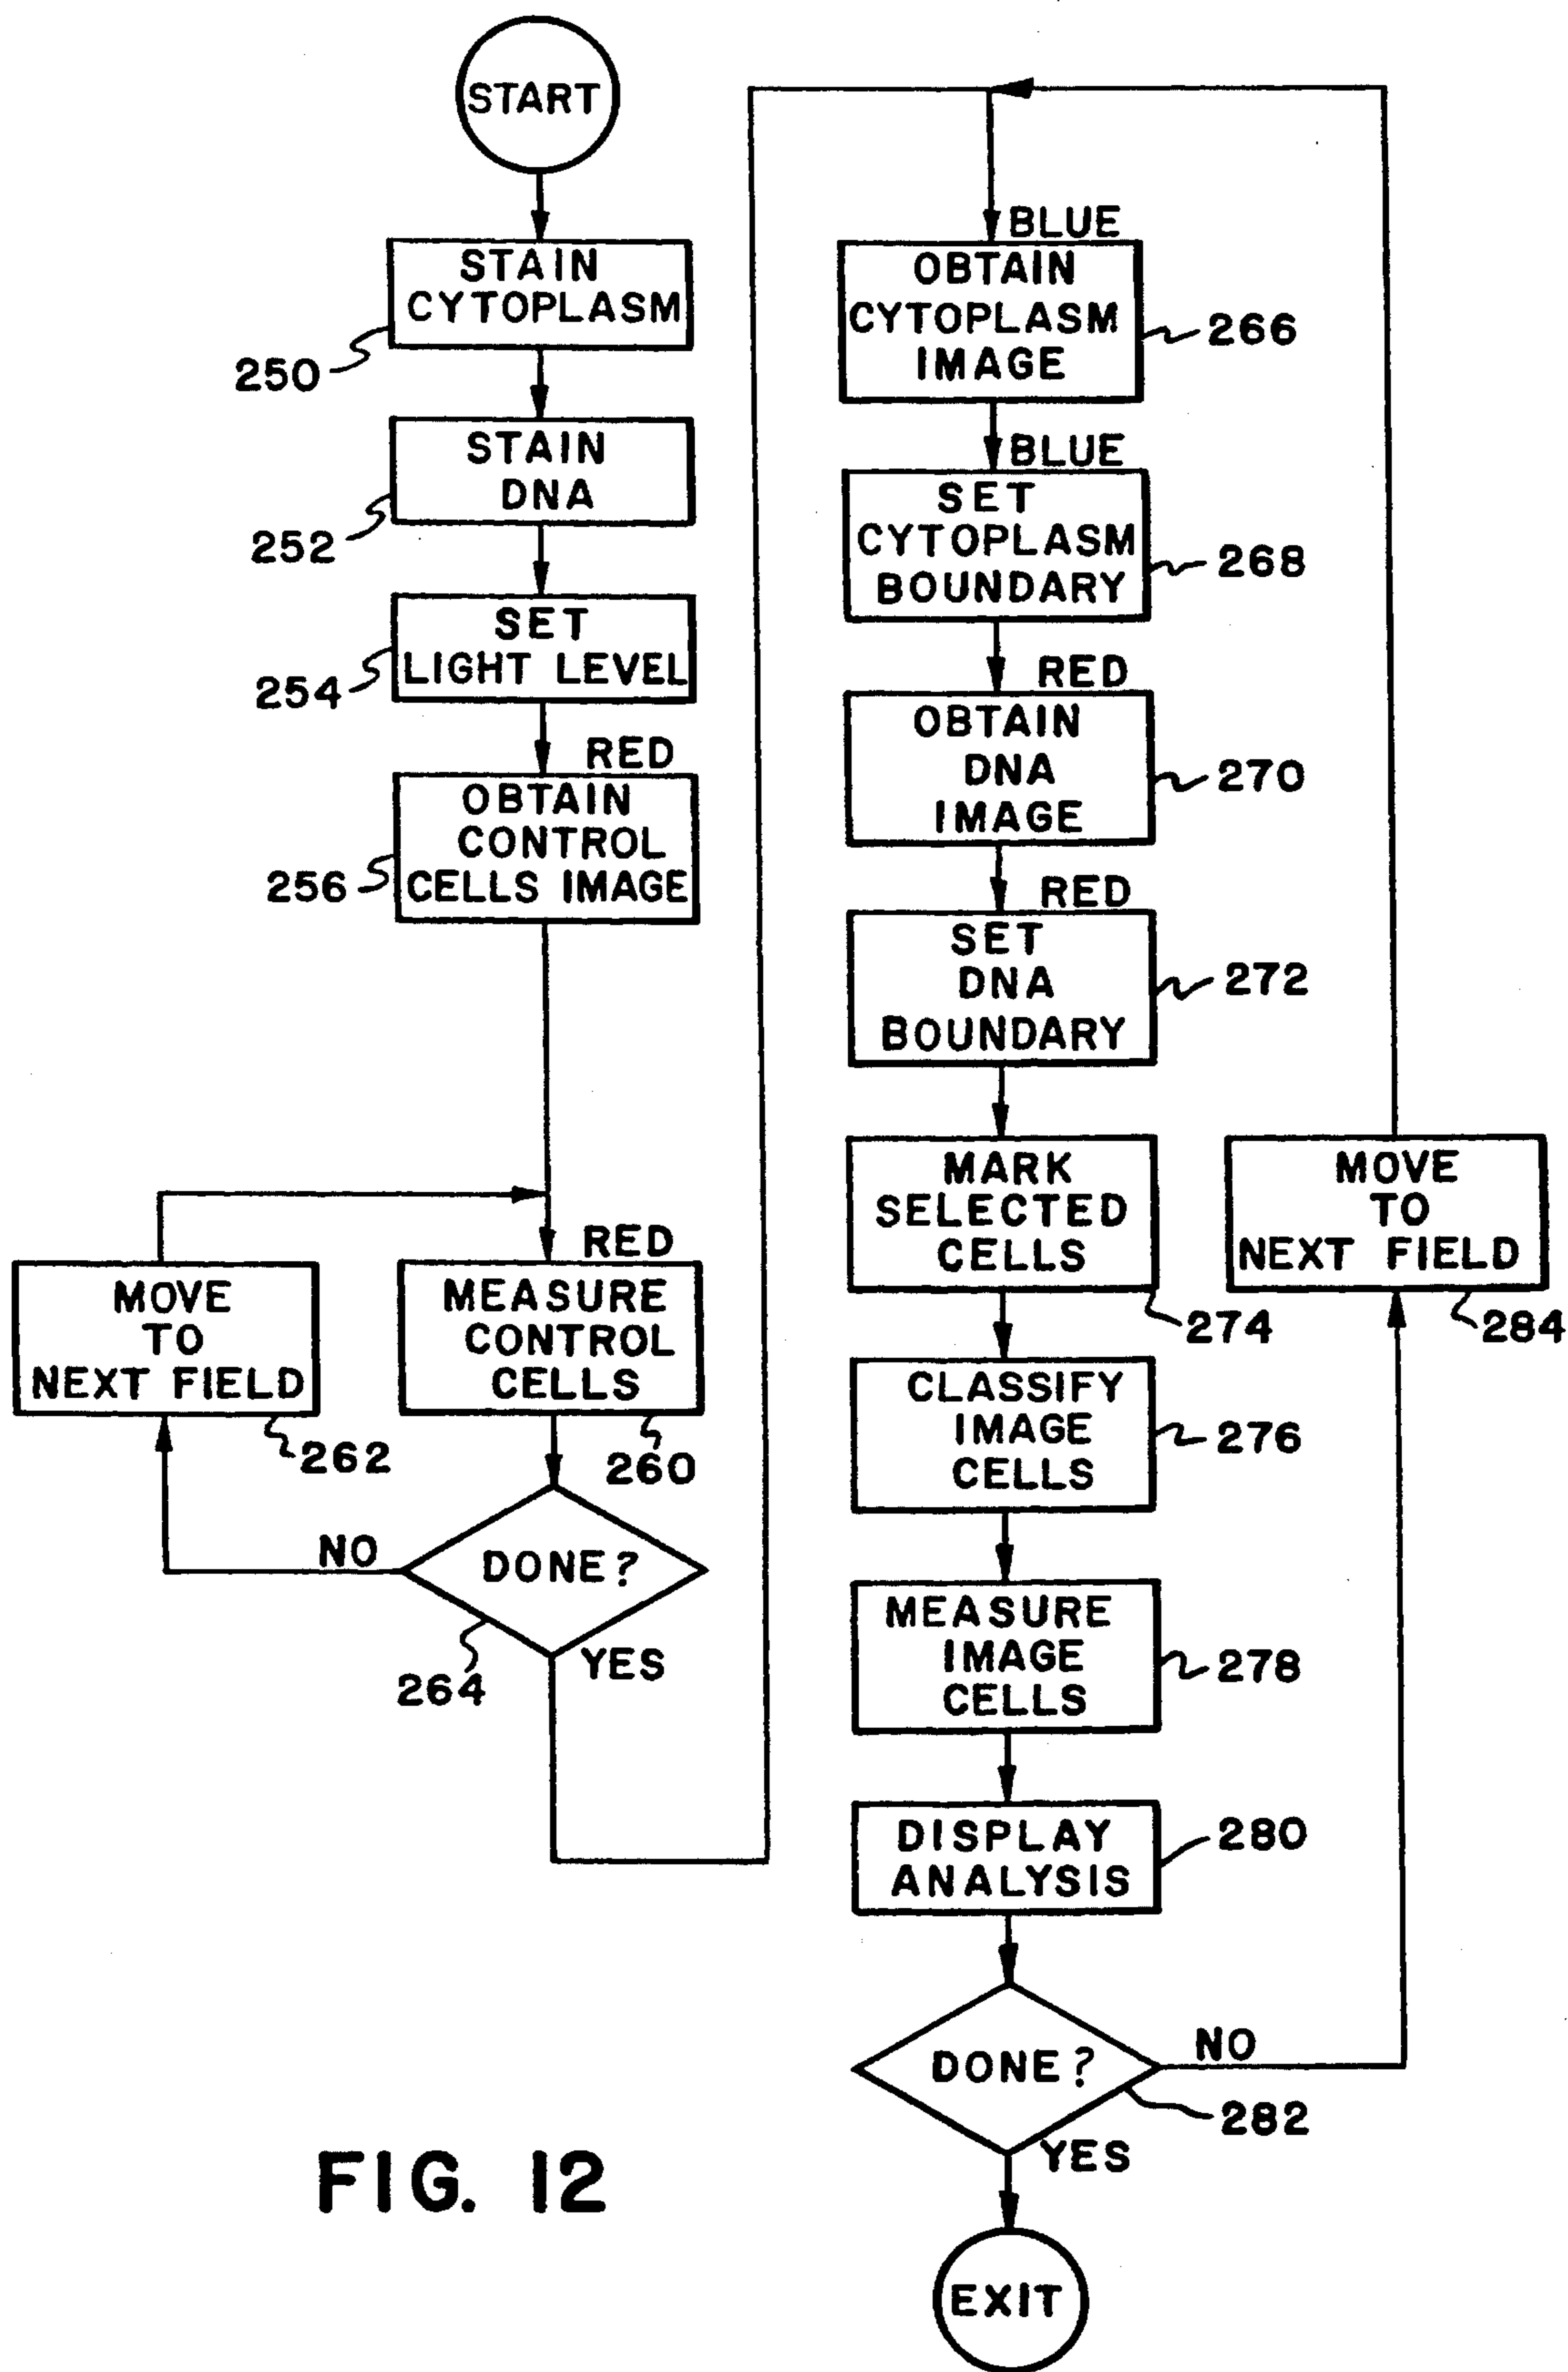 START
STAIN
CYTOPLASM
250
STAIN
DNA
252
SET
LIGHT LEVEL
254
RED
OBTAIN
CONTROL
CELLS IMAGE
256
RED
MEASURE
CONTROL
CELLS
260
MOVE
TO
NEXT FIELD
262
DONE?
NO
YES
264
BLUE
OBTAIN
CYTOPLASM
IMAGE
266
BLUE
SET
CYTOPLASM
BOUNDARY
268
RED
OBTAIN
DNA
IMAGE
270
RED
SET
DNA
BOUNDARY
272
MARK
SELECTED
CELLS
274
CLASSIFY
IMAGE
CELLS
276
MEASURE
IMAGE
CELLS
278
DISPLAY
ANALYSIS
280
DONE?
NO
282
YES
MOVE
TO
NEXT FIELD
284
EXIT
FIG. 12